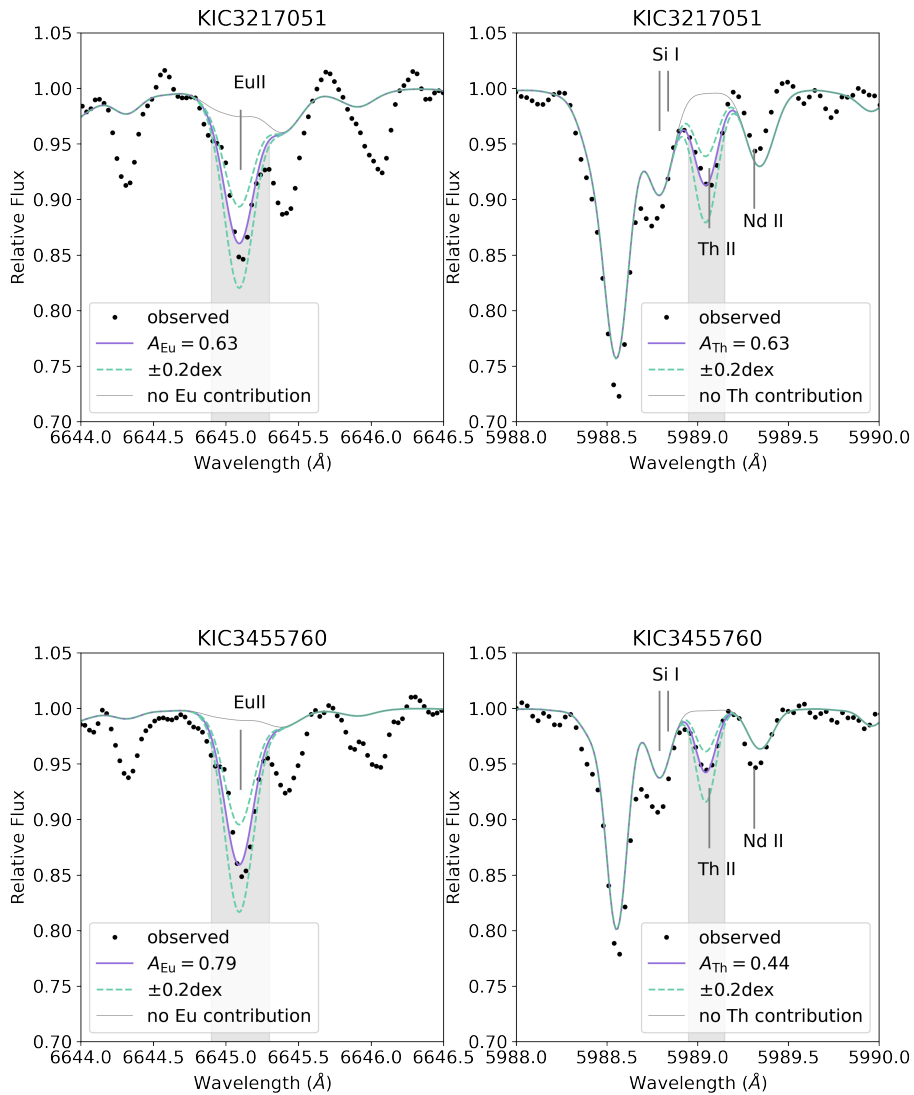 KIC3217051
1.05
1.00
0.95
0.90
0.85
0.80
0.75
0.70
Relative Flux
EuII
observed
A_Eu = 0.63
±0.2dex
no Eu contribution
6644.0 6644.5 6645.0 6645.5 6646.0 6646.5
Wavelength (Å)
KIC3217051
Relative Flux
Si I
Nd II
Th II
observed
A_Th = 0.63
±0.2dex
no Th contribution
5988.0 5988.5 5989.0 5989.5 5990.0
Wavelength (Å)
KIC3455760
1.05
1.00
0.95
0.90
0.85
0.80
0.75
0.70
Relative Flux
EuII
observed
A_Eu = 0.79
±0.2dex
no Eu contribution
6644.0 6644.5 6645.0 6645.5 6646.0 6646.5
Wavelength (Å)
KIC3455760
Relative Flux
Si I
Nd II
Th II
observed
A_Th = 0.44
±0.2dex
no Th contribution
5988.0 5988.5 5989.0 5989.5 5990.0
Wavelength (Å)